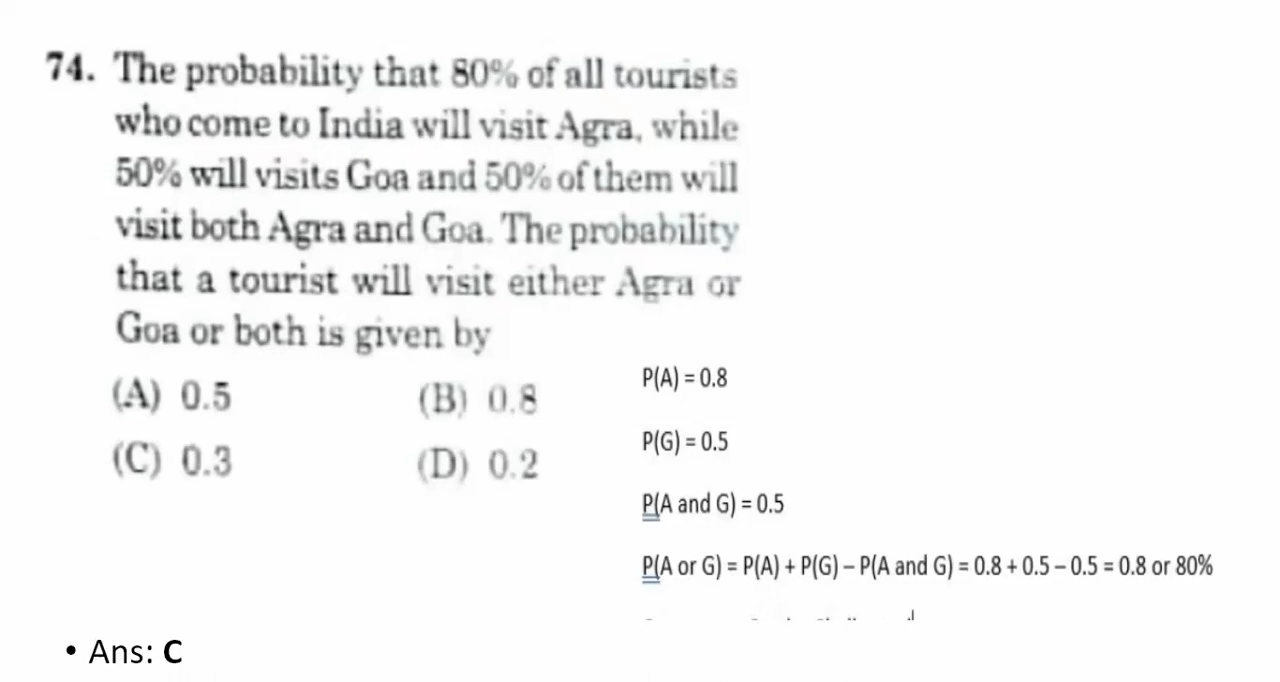 74. The probability that 80% of all tourists
who come to India will visit Agra, while
50% will visits Goa and 50% of them will
visit both Agra and Goa. The probability
that a tourist will visit either Agra or
Goa or both is given by
(A) 0.5 (B) 0.8
(C) 0.3 (D) 0.2
P(A) = 0.8
P(G) = 0.5
P(A and G) = 0.5
P(A or G) = P(A) + P(G) – P(A and G) = 0.8 + 0.5 – 0.5 = 0.8 or 80%
• Ans: C